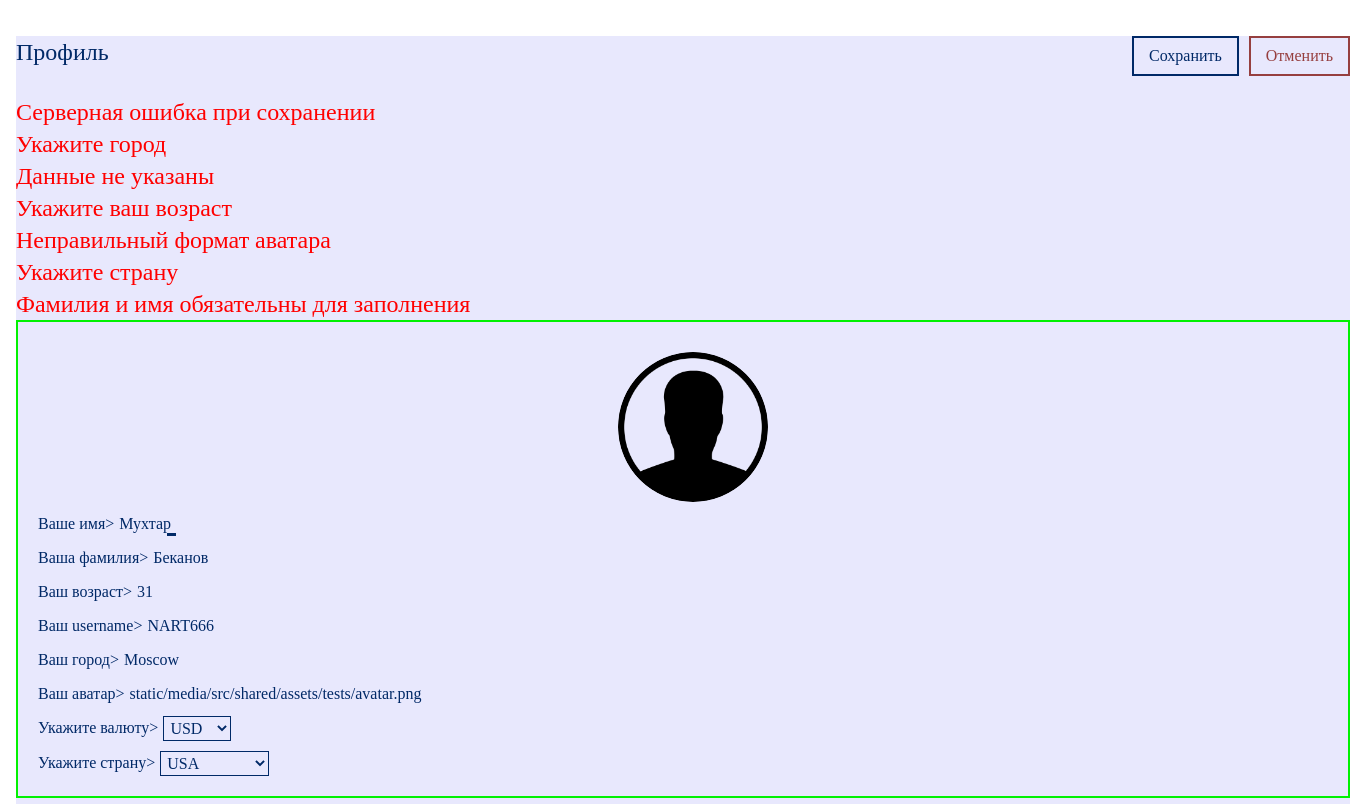 Профиль
Сохранить
Отменить
Серверная ошибка при сохранении
Укажите город
Данные не указаны
Укажите ваш возраст
Неправильный формат аватара
Укажите страну
Фамилия и имя обязательны для заполнения
Ваше имя> Мухтар
Ваша фамилия> Беканов
Ваш возраст> 31
Ваш username> NART666
Ваш город> Moscow
Ваш аватар> static/media/src/shared/assets/tests/avatar.png
Укажите валюту> USD
Укажите страну> USA